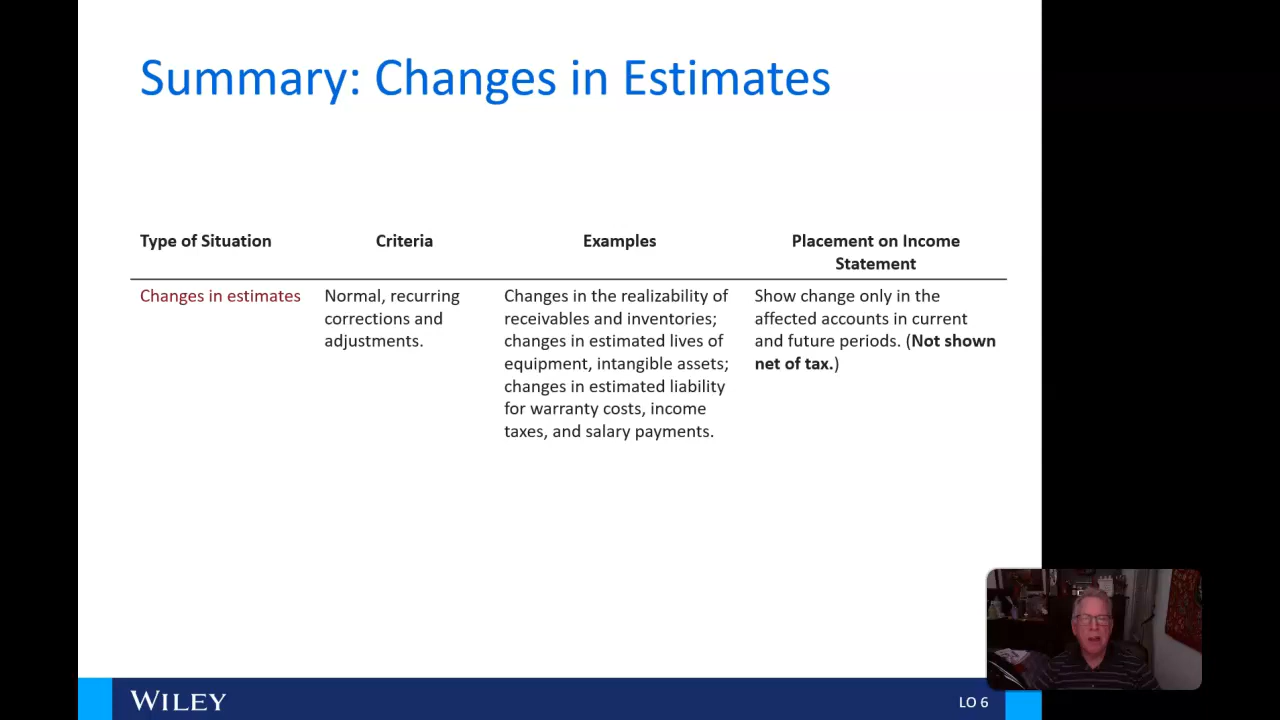 Summary: Changes in Estimates
Type of Situation
Criteria
Examples
Placement on Income
Statement
Changes in estimates
Normal, recurring
corrections and
adjustments.
Changes in the realizability of
receivables and inventories;
changes in estimated lives of
equipment, intangible assets;
changes in estimated liability
for warranty costs, income
taxes, and salary payments.
Show change only in the
affected accounts in current
and future periods. (Not shown
net of tax.)
WILEY
LO 6